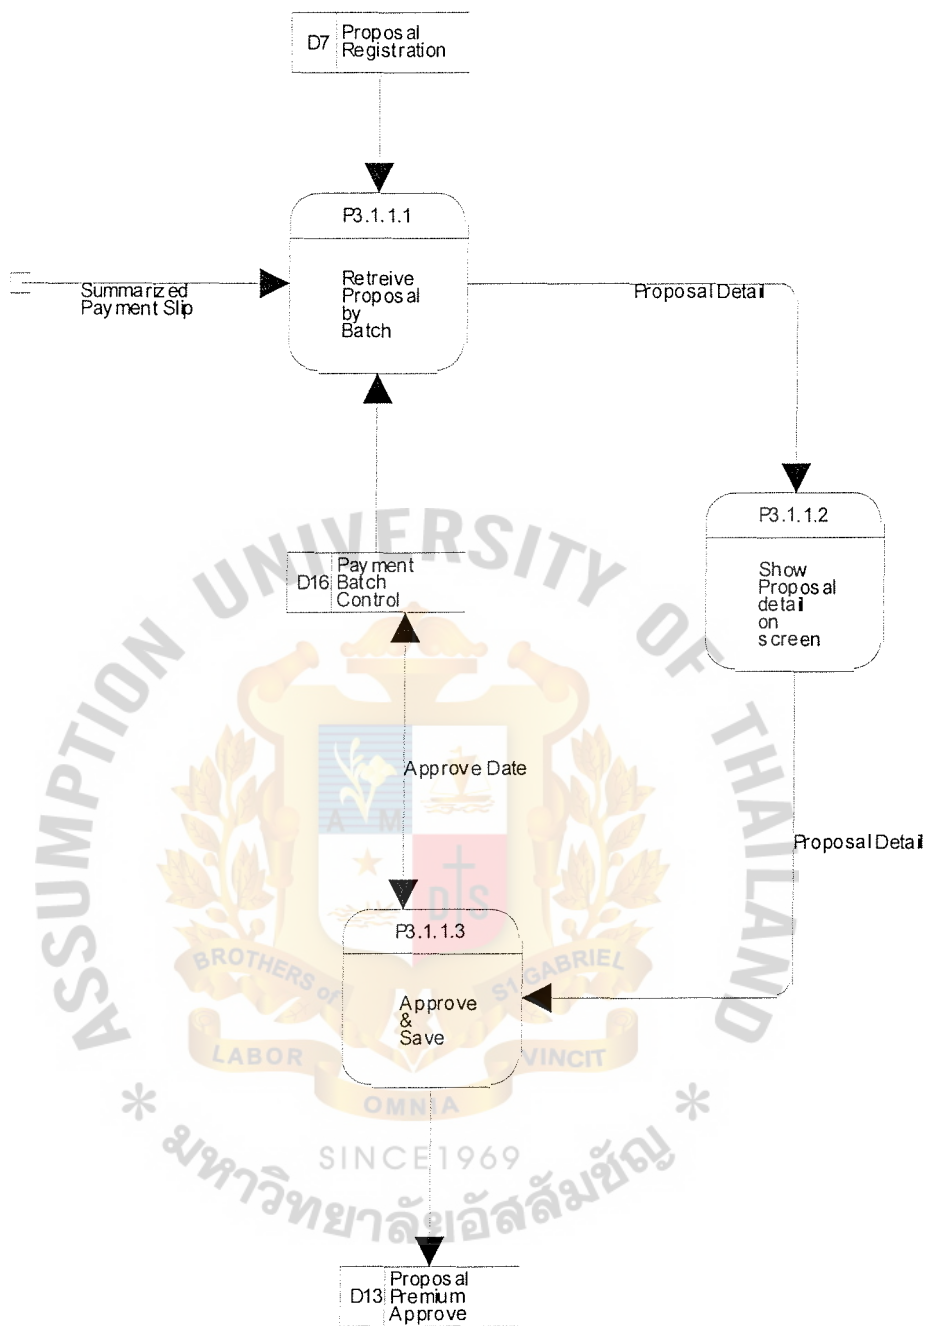 D7
Proposal
Registration
P3.1.1.1
Retreive
Proposal
by
Batch
Summarized
Payment Slip
Proposal Detail
P3.1.1.2
Show
Proposal
detail
on
screen
D16
Payment
Batch
Control
Approve Date
Proposal Detail
P3.1.1.3
Approve
&
Save
D13
Proposal
Premium
Approve
ASSUMPTION UNIVERSITY OF THAILAND
A M
D S
BROTHERS of ST GABRIEL
LABOR
OMNIA
VINCIT
SINCE 1969
* มหาวิทยาลัยอัสสัมชัญ *